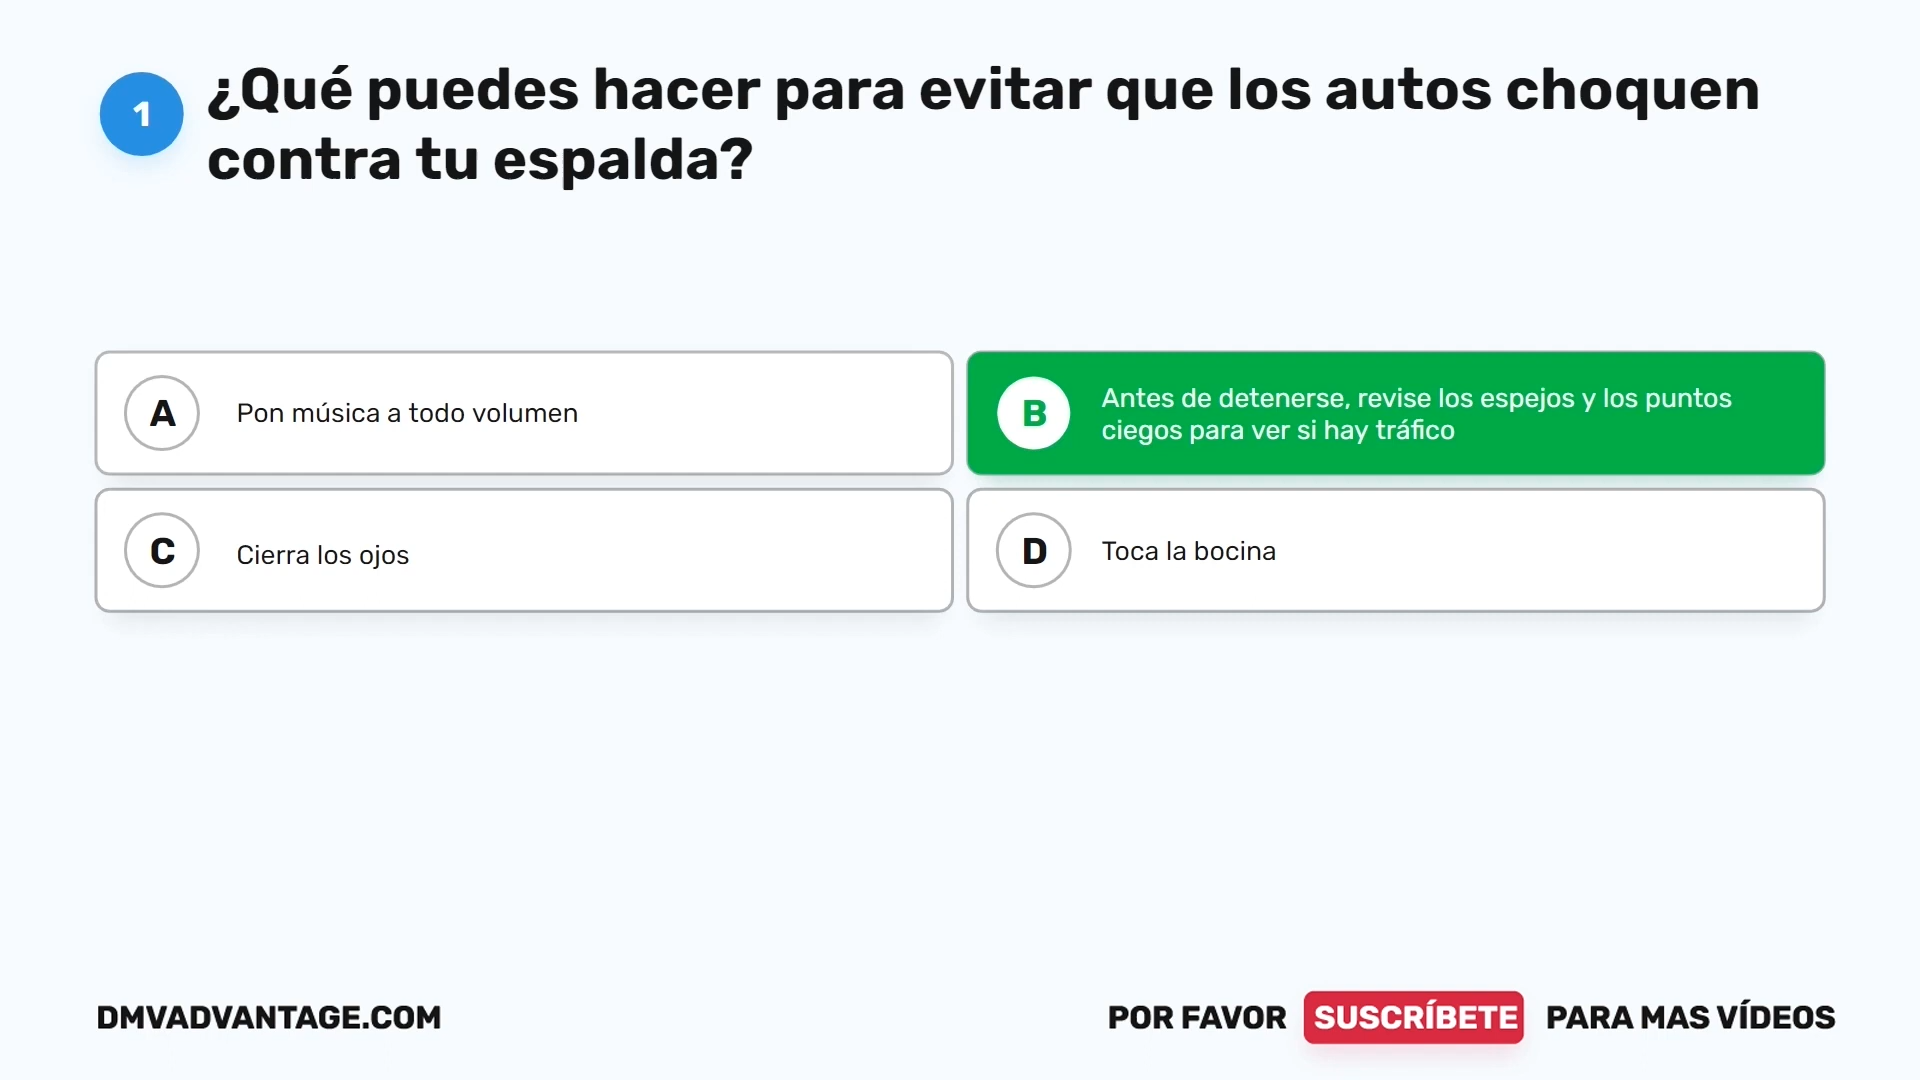 1
¿Qué puedes hacer para evitar que los autos choquen
contra tu espalda?
A
Pon música a todo volumen
B
Antes de detenerse, revise los espejos y los puntos
ciegos para ver si hay tráfico
C
Cierra los ojos
D
Toca la bocina
DMVADVANTAGE.COM
POR FAVOR SUSCRÍBETE PARA MAS VÍDEOS